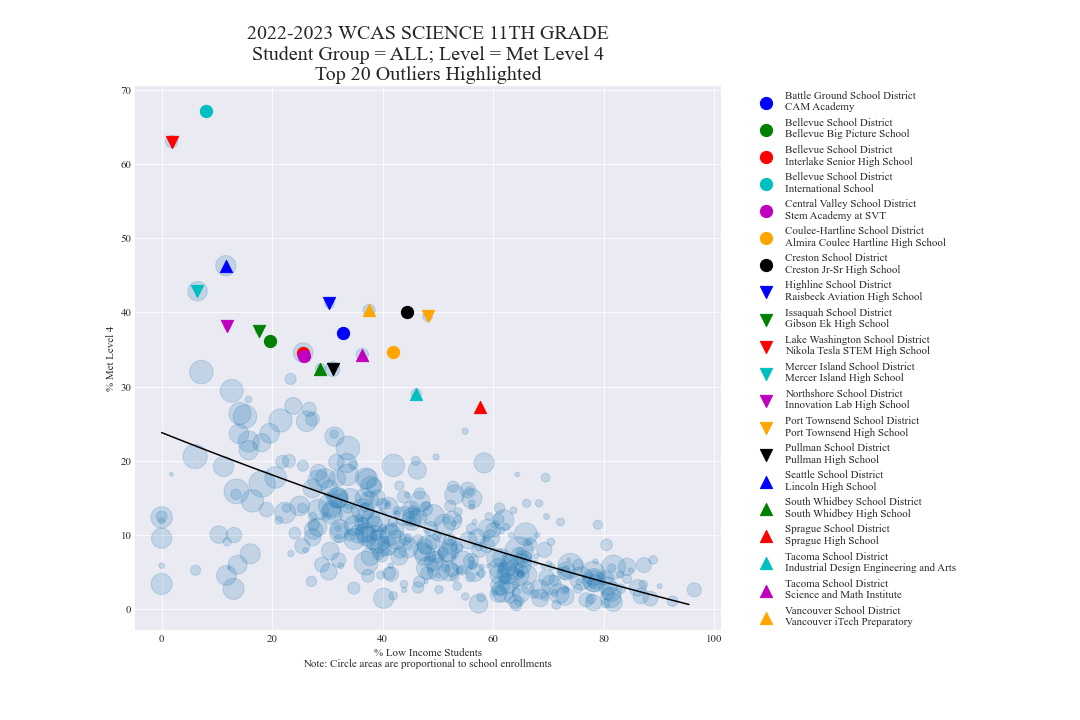 2022-2023 WCAS SCIENCE 11TH GRADE
Student Group = ALL; Level = Met Level 4
Top 20 Outliers Highlighted
70
60
50
40
30
20
10
0
% Met Level 4
0
20
40
60
80
100
% Low Income Students
Note: Circle areas are proportional to school enrollments
Battle Ground School District
CAM Academy
Bellevue School District
Bellevue Big Picture School
Bellevue School District
Interlake Senior High School
Bellevue School District
International School
Central Valley School District
Stem Academy at SVT
Coulee-Hartline School District
Almira Coulee Hartline High School
Creston School District
Creston Jr-Sr High School
Highline School District
Raisbeck Aviation High School
Issaquah School District
Gibson Ek High School
Lake Washington School District
Nikola Tesla STEM High School
Mercer Island School District
Mercer Island High School
Northshore School District
Innovation Lab High School
Port Townsend School District
Port Townsend High School
Pullman School District
Pullman High School
Seattle School District
Lincoln High School
South Whidbey School District
South Whidbey High School
Sprague School District
Sprague High School
Tacoma School District
Industrial Design Engineering and Arts
Tacoma School District
Science and Math Institute
Vancouver School District
Vancouver iTech Preparatory